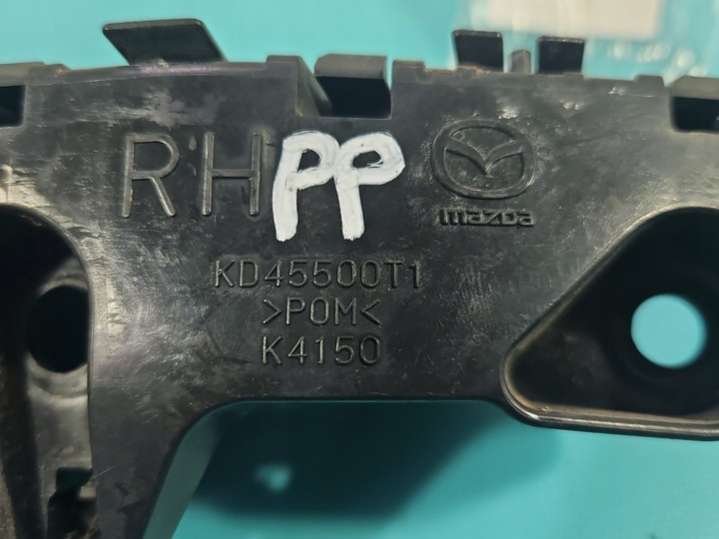 RH PP
mazda
KD45500T1
>POM<
K4150